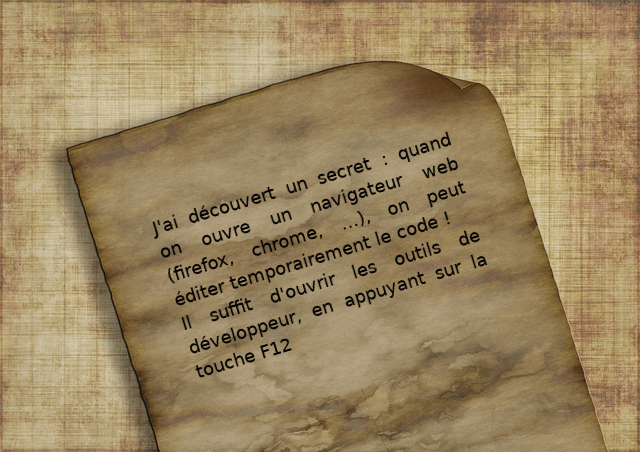 J'ai découvert un secret : quand
on ouvre un navigateur web
(firefox, chrome, ...), on peut
éditer temporairement le code !
Il suffit d'ouvrir les outils de
développeur, en appuyant sur la
touche F12